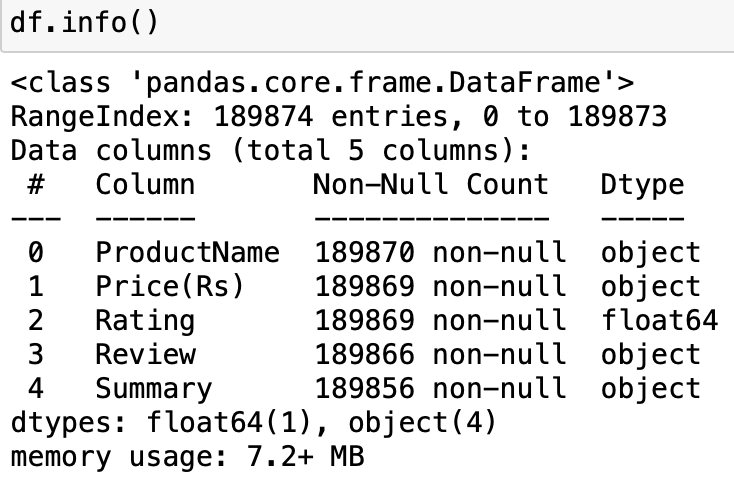 df.info()
<class 'pandas.core.frame.DataFrame'>
RangeIndex: 189874 entries, 0 to 189873
Data columns (total 5 columns):
 #   Column       Non-Null Count   Dtype
---  ------       --------------   -----
 0   ProductName  189870 non-null  object
 1   Price(Rs)    189869 non-null  object
 2   Rating       189869 non-null  float64
 3   Review       189866 non-null  object
 4   Summary      189856 non-null  object
dtypes: float64(1), object(4)
memory usage: 7.2+ MB